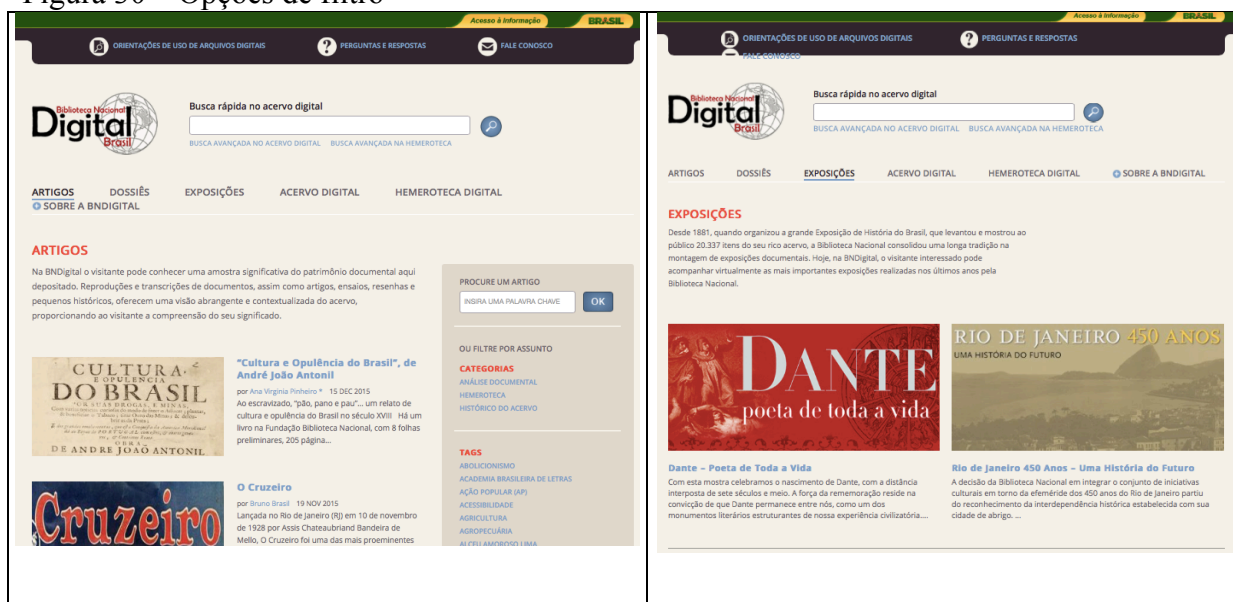 Figura 30 – Opções de filtro
Acesso à Informação BRASIL
ORIENTAÇÕES DE USO DE ARQUIVOS DIGITAIS PERGUNTAS E RESPOSTAS FALE CONOSCO
Biblioteca Nacional
Digital
Brasil
Busca rápida no acervo digital
BUSCA AVANÇADA NO ACERVO DIGITAL BUSCA AVANÇADA NA HEMEROTECA
ARTIGOS DOSSIÊS EXPOSIÇÕES ACERVO DIGITAL HEMEROTECA DIGITAL
SOBRE A BNDIGITAL
ARTIGOS
Na BNDigital o visitante pode conhecer uma amostra significativa do patrimônio documental aqui
depositado. Reproduções e transcrições de documentos, assim como artigos, ensaios, resenhas e
pequenos históricos, oferecem uma visão abrangente e contextualizada do acervo,
proporcionando ao visitante a compreensão do seu significado.
CULTURA
E OPULENCIA
DO BRASIL
DE ANDRE JOAO ANTONIL
"Cultura e Opulência do Brasil", de
André João Antonil
por Ana Virginia Pinheiro * 15 DEC 2015
Ao escravizado, "pão, pano e pau"... um relato de
cultura e opulência do Brasil no século XVIII Há um
livro na Fundação Biblioteca Nacional, com 8 folhas
preliminares, 205 página...
Cruzeiro
O Cruzeiro
por Bruno Brasil 19 NOV 2015
Lançada no Rio de Janeiro (RJ) em 10 de novembro
de 1928 por Assis Chateaubriand Bandeira de
Mello, O Cruzeiro foi uma das mais proeminentes
PROCURE UM ARTIGO
INSIRA UMA PALAVRA CHAVE OK
OU FILTRE POR ASSUNTO
CATEGORIAS
ANÁLISE DOCUMENTAL
HEMEROTECA
HISTÓRICO DO ACERVO
TAGS
ABOLICIONISMO
ACADEMIA BRASILEIRA DE LETRAS
AÇÃO POPULAR (AP)
ACESSIBILIDADE
AGRICULTURA
AGROPECUÁRIA
ALCEU AMOROSO LIMA
Acesso à Informação BRASIL
ORIENTAÇÕES DE USO DE ARQUIVOS DIGITAIS PERGUNTAS E RESPOSTAS
FALE CONOSCO
Biblioteca Nacional
Digital
Brasil
Busca rápida no acervo digital
BUSCA AVANÇADA NO ACERVO DIGITAL BUSCA AVANÇADA NA HEMEROTECA
ARTIGOS DOSSIÊS EXPOSIÇÕES ACERVO DIGITAL HEMEROTECA DIGITAL SOBRE A BNDIGITAL
EXPOSIÇÕES
Desde 1881, quando organizou a grande Exposição de História do Brasil, que levantou e mostrou ao
público 20.337 itens do seu rico acervo, a Biblioteca Nacional consolidou uma longa tradição na
montagem de exposições documentais. Hoje, na BNDigital, o visitante interessado pode
acompanhar virtualmente as mais importantes exposições realizadas nos últimos anos pela
Biblioteca Nacional.
DANTE
poeta de toda a vida
Dante – Poeta de Toda a Vida
Com esta mostra celebramos o nascimento de Dante, com a distância
interposta de sete séculos e meio. A força da rememoração reside na
convicção de que Dante permanece entre nós, como um dos
monumentos literários estruturantes de nossa experiência civilizatória....
RIO DE JANEIRO 450 ANOS
UMA HISTÓRIA DO FUTURO
Rio de Janeiro 450 Anos – Uma História do Futuro
A decisão da Biblioteca Nacional em integrar o conjunto de iniciativas
culturais em torno da efeméride dos 450 anos do Rio de Janeiro partiu
do reconhecimento da interdependência histórica estabelecida com sua
cidade de abrigo. ...